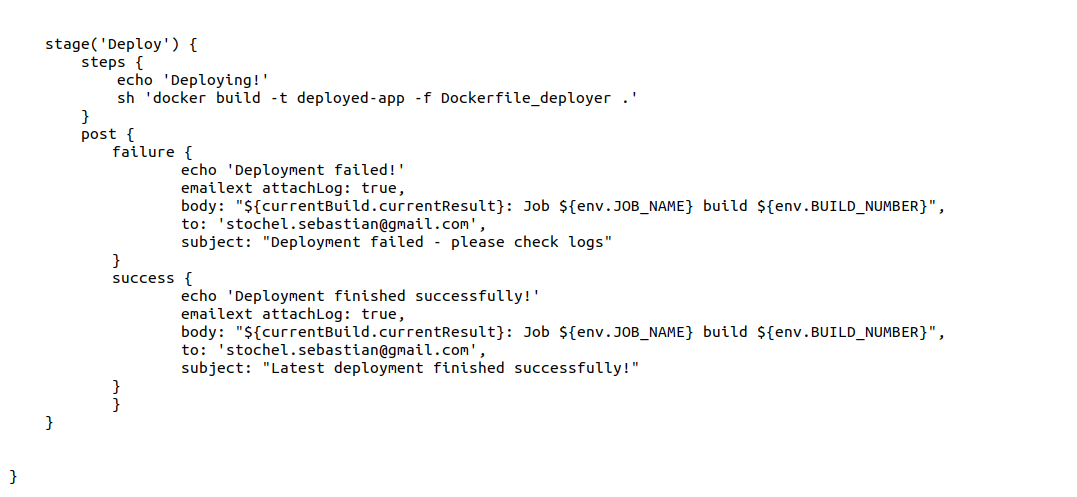 stage('Deploy') {
steps {
echo 'Deploying!'
sh 'docker build -t deployed-app -f Dockerfile_deployer .'
}
post {
failure {
echo 'Deployment failed!'
emailext attachLog: true,
body: "${currentBuild.currentResult}: Job ${env.JOB_NAME} build ${env.BUILD_NUMBER}",
to: 'stochel.sebastian@gmail.com',
subject: "Deployment failed - please check logs"
}
success {
echo 'Deployment finished successfully!'
emailext attachLog: true,
body: "${currentBuild.currentResult}: Job ${env.JOB_NAME} build ${env.BUILD_NUMBER}",
to: 'stochel.sebastian@gmail.com',
subject: "Latest deployment finished successfully!"
}
}
}
}